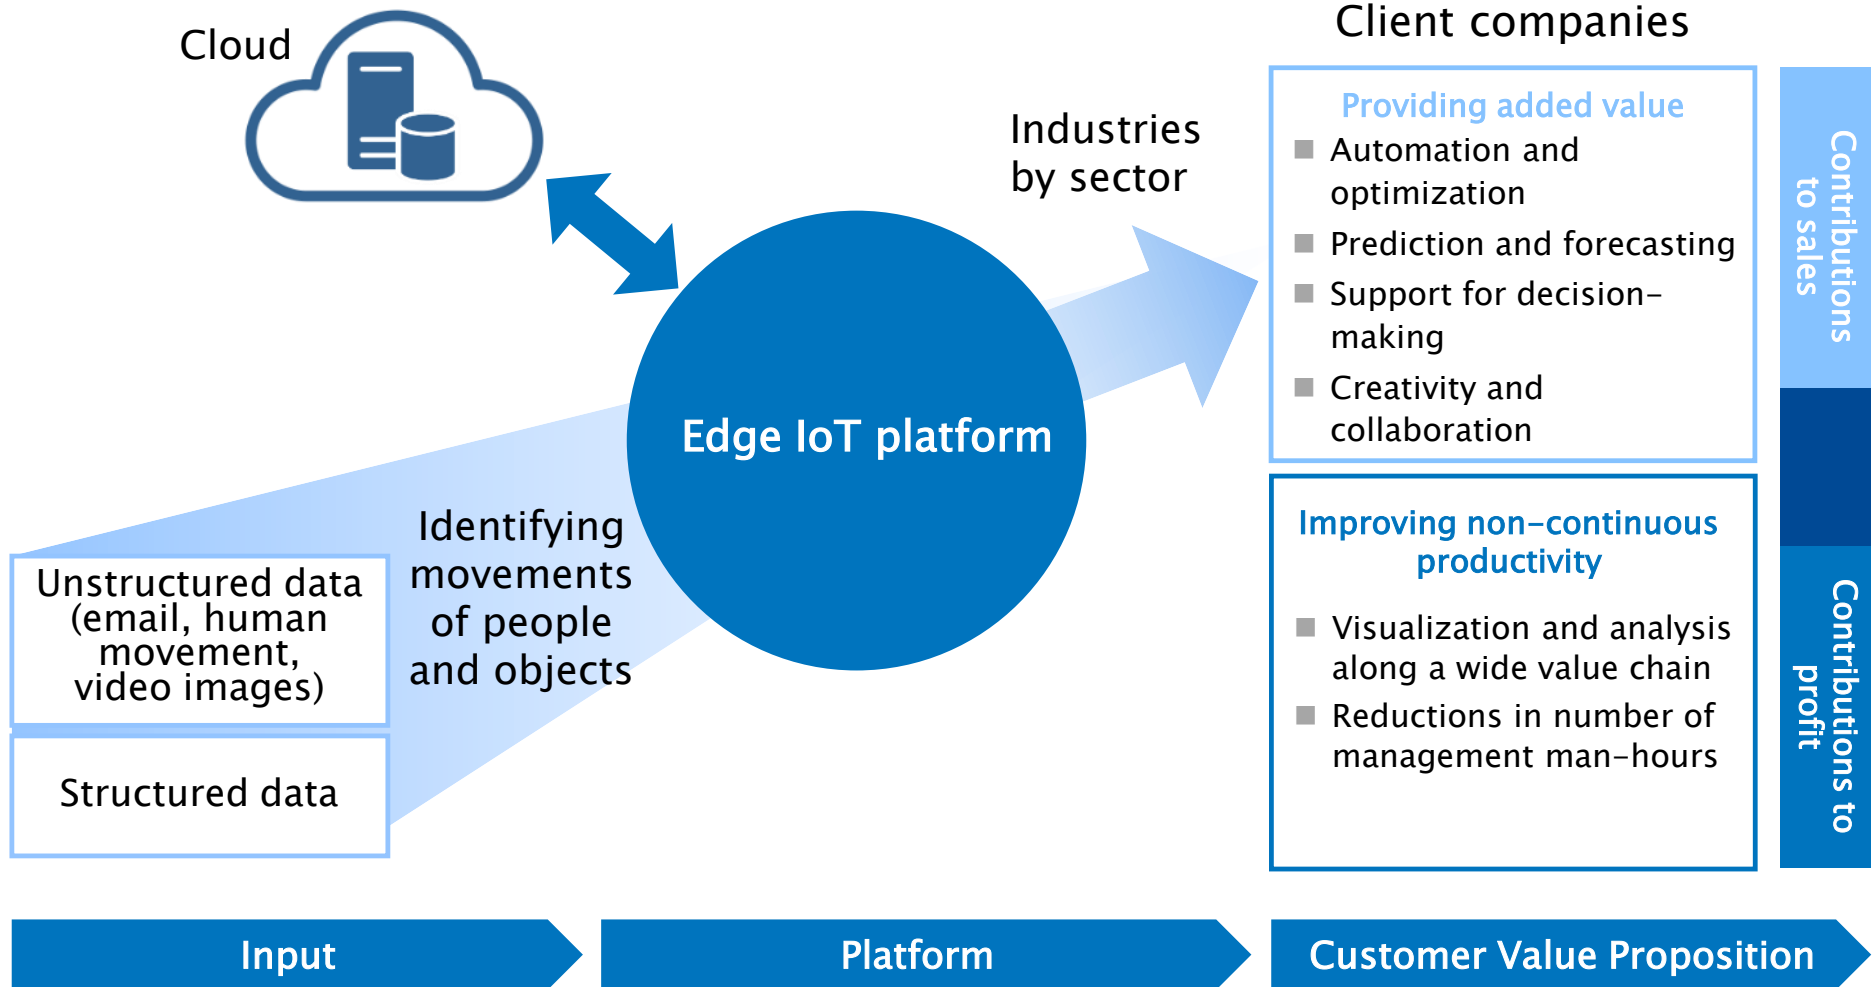 Cloud
Client companies
Industries
by sector
Providing added value
Automation and
optimization
Prediction and forecasting
Support for decision-
making
Creativity and
collaboration
Contributions
to sales
Edge IoT platform
Identifying
movements
of people
and objects
Unstructured data
(email, human
movement,
video images)
Structured data
Improving non-continuous
productivity
Visualization and analysis
along a wide value chain
Reductions in number of
management man-hours
Contributions to
profit
Input
Platform
Customer Value Proposition